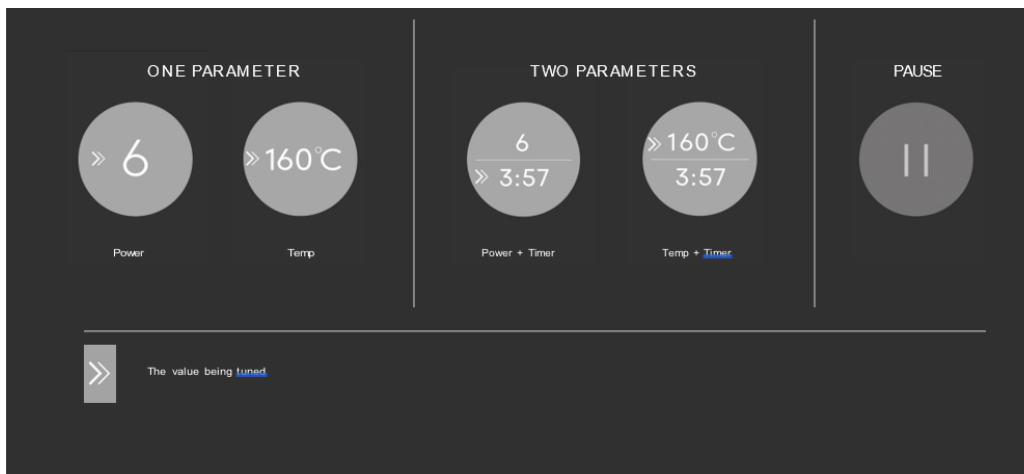 ONE PARAMETER
TWO PARAMETERS
PAUSE
6
160°C
6
3:57
160°C
3:57
Power
Temp
Power + Timer
Temp + Timer
The value being tuned